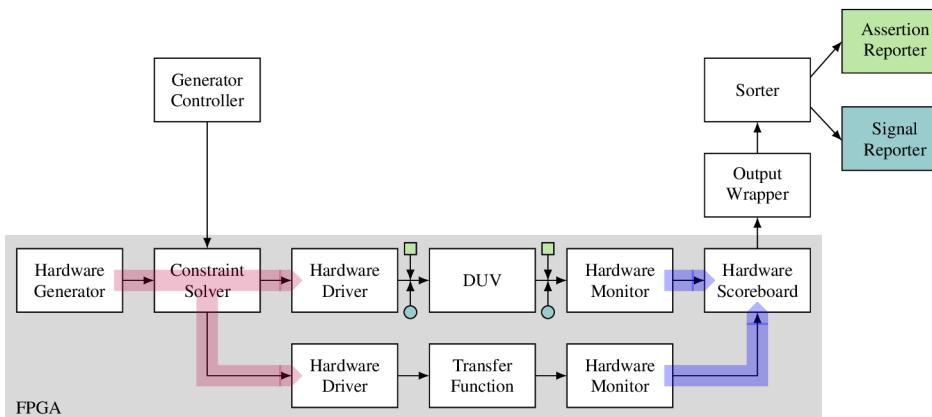 Assertion
Reporter
Generator
Controller
Sorter
Signal
Reporter
Output
Wrapper
Hardware
Generator
Constraint
Solver
Hardware
Driver
DUV
Hardware
Monitor
Hardware
Scoreboard
Hardware
Driver
Transfer
Function
Hardware
Monitor
FPGA